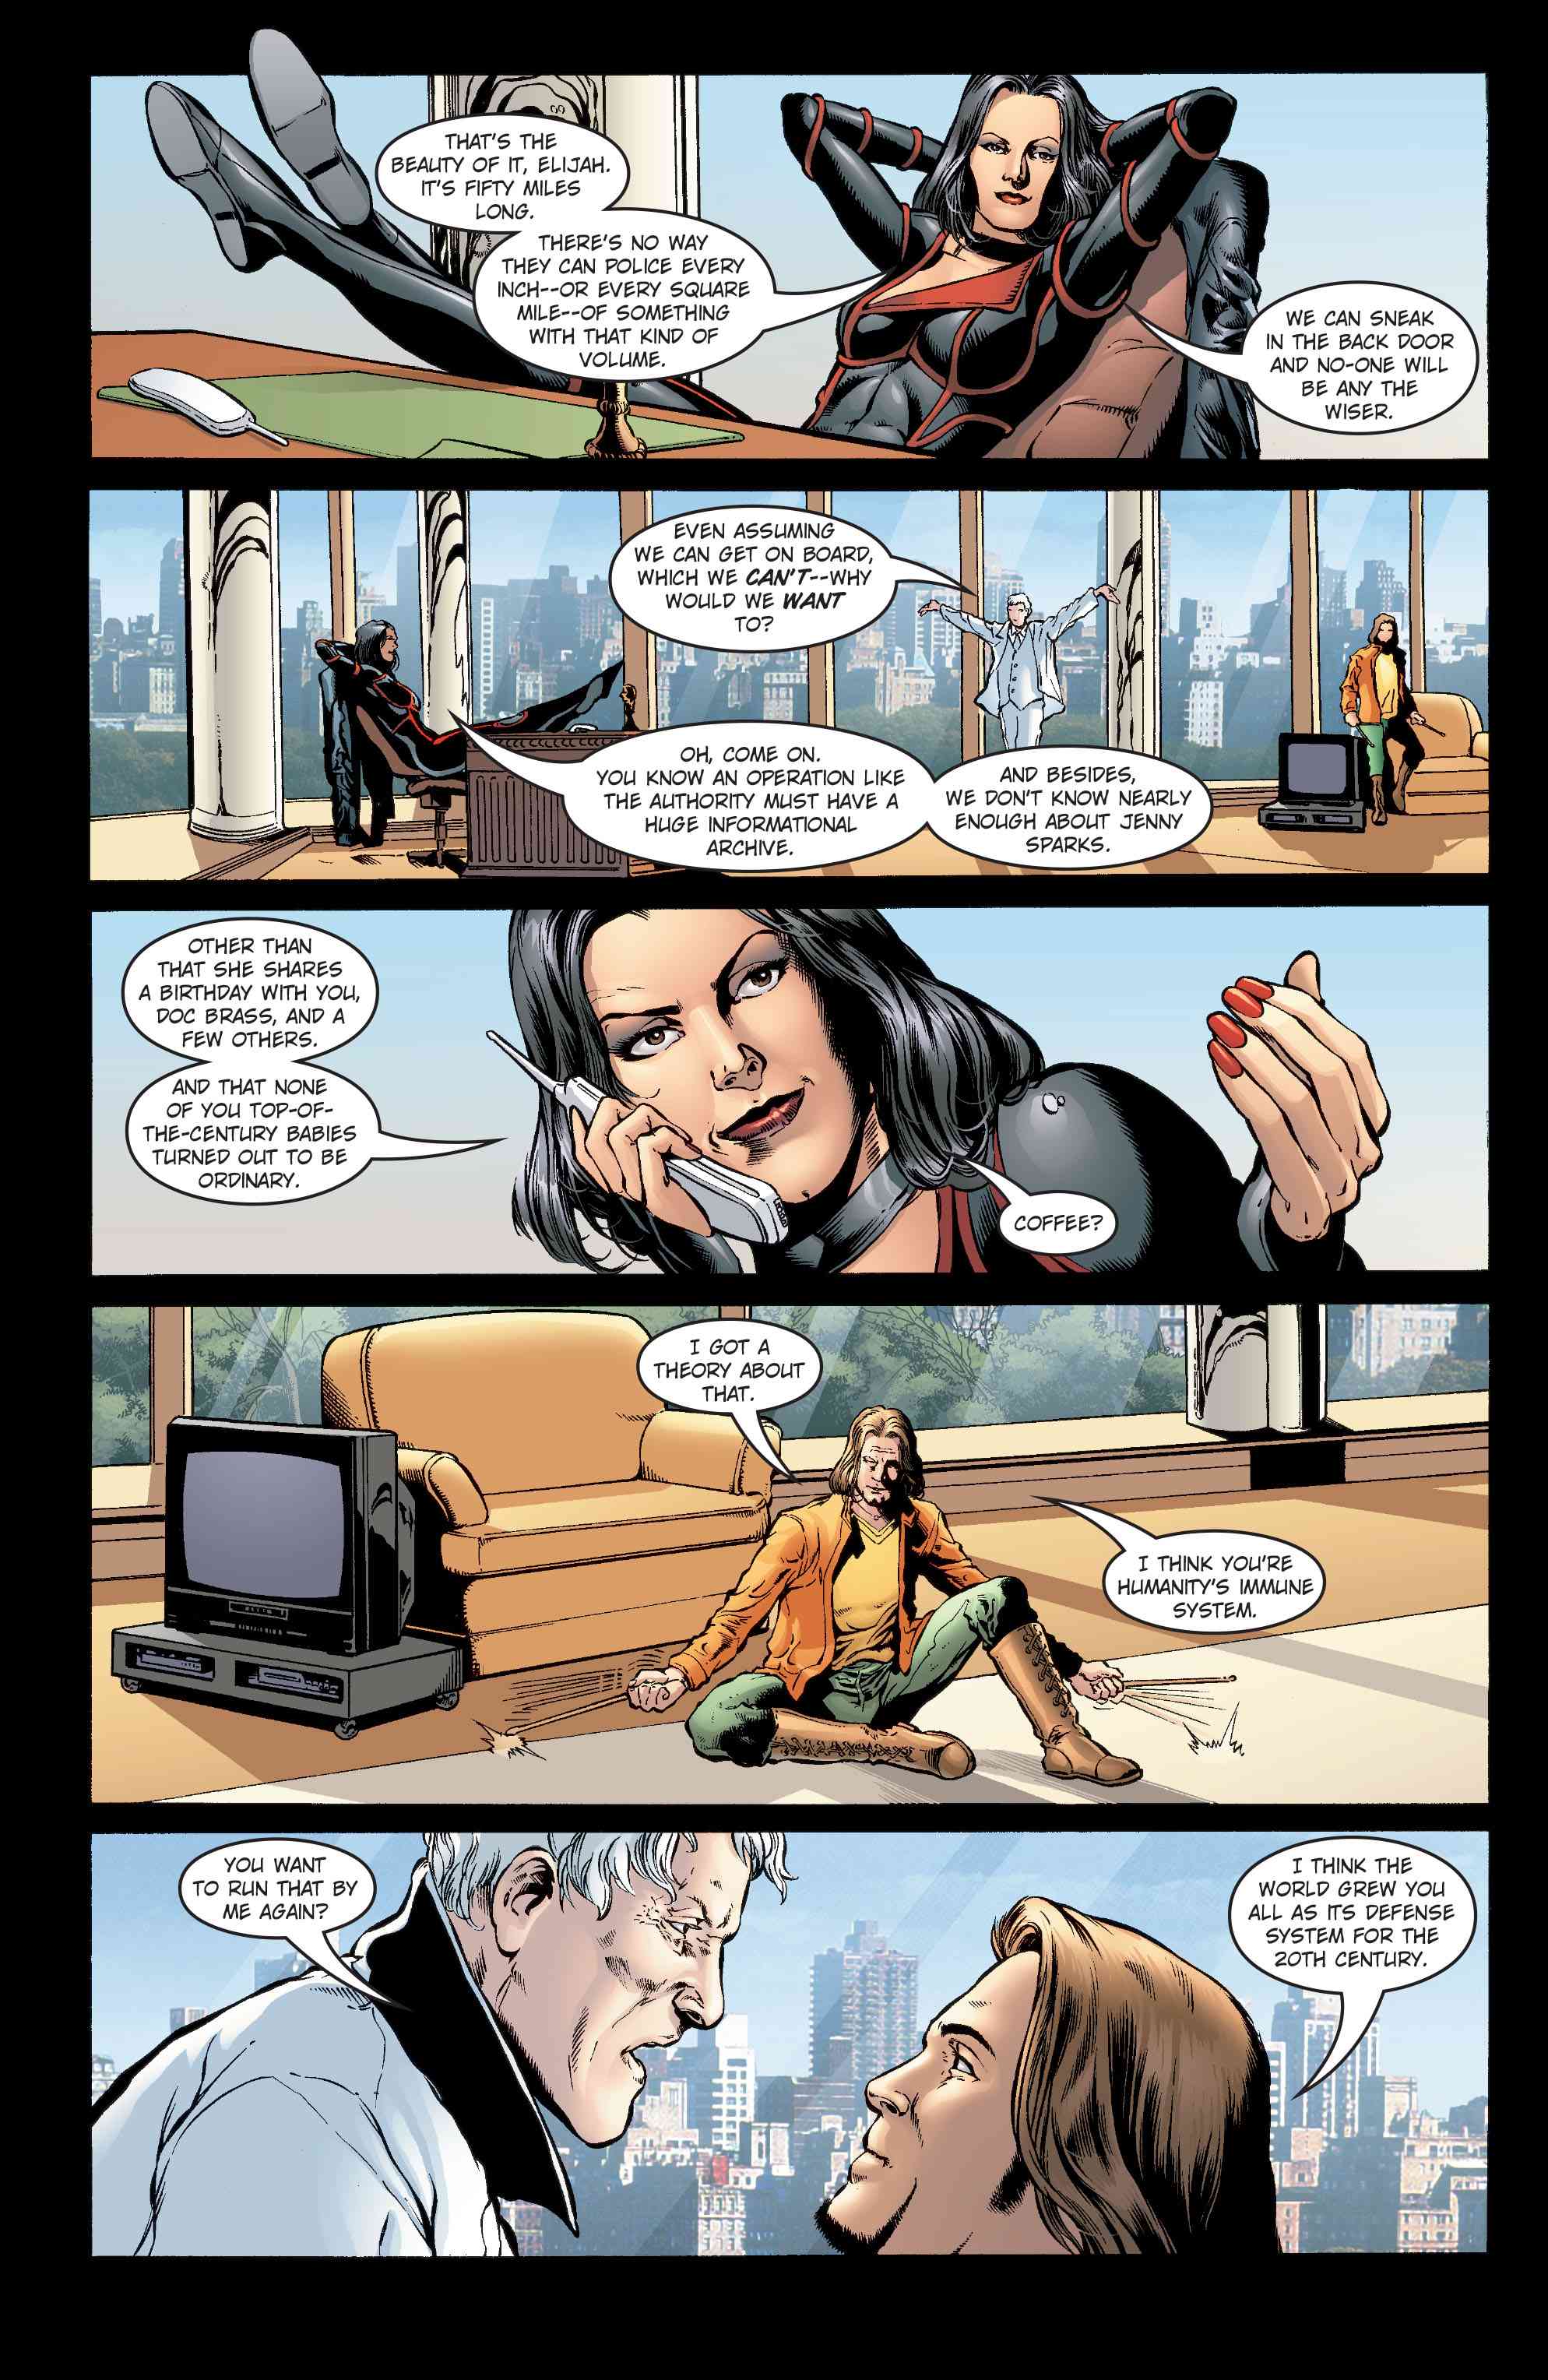 THAT'S THE
BEAUTY OF IT, ELIJAH.
IT'S FIFTY MILES
LONG.
THERE'S NO WAY
THEY CAN POLICE EVERY
INCH--OR EVERY SQUARE
MILE--OF SOMETHING
WITH THAT KIND OF
VOLUME.
WE CAN SNEAK
IN THE BACK DOOR
AND NO-ONE WILL
BE ANY THE
WISER.
EVEN ASSUMING
WE CAN GET ON BOARD,
WHICH WE CAN'T--WHY
WOULD WE WANT
TO?
OH, COME ON.
YOU KNOW AN OPERATION LIKE
THE AUTHORITY MUST HAVE A
HUGE INFORMATIONAL
ARCHIVE.
AND BESIDES,
WE DON'T KNOW NEARLY
ENOUGH ABOUT JENNY
SPARKS.
OTHER THAN
THAT SHE SHARES
A BIRTHDAY WITH YOU,
DOC BRASS, AND A
FEW OTHERS.
AND THAT NONE
OF YOU TOP-OF-
THE-CENTURY BABIES
TURNED OUT TO BE
ORDINARY.
COFFEE?
I GOT A
THEORY ABOUT
THAT.
I THINK YOU'RE
HUMANITY'S IMMUNE
SYSTEM.
YOU WANT
TO RUN THAT BY
ME AGAIN?
I THINK THE
WORLD GREW YOU
ALL AS ITS DEFENSE
SYSTEM FOR THE
20TH CENTURY.